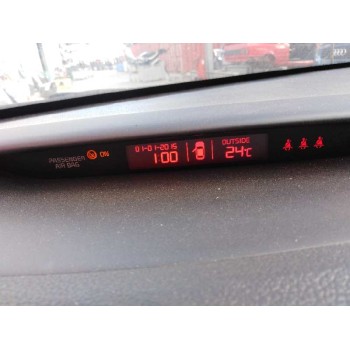 PASSENGER
AIR BAG
ON
01-01-2015
1:00
OUTSIDE
24°C